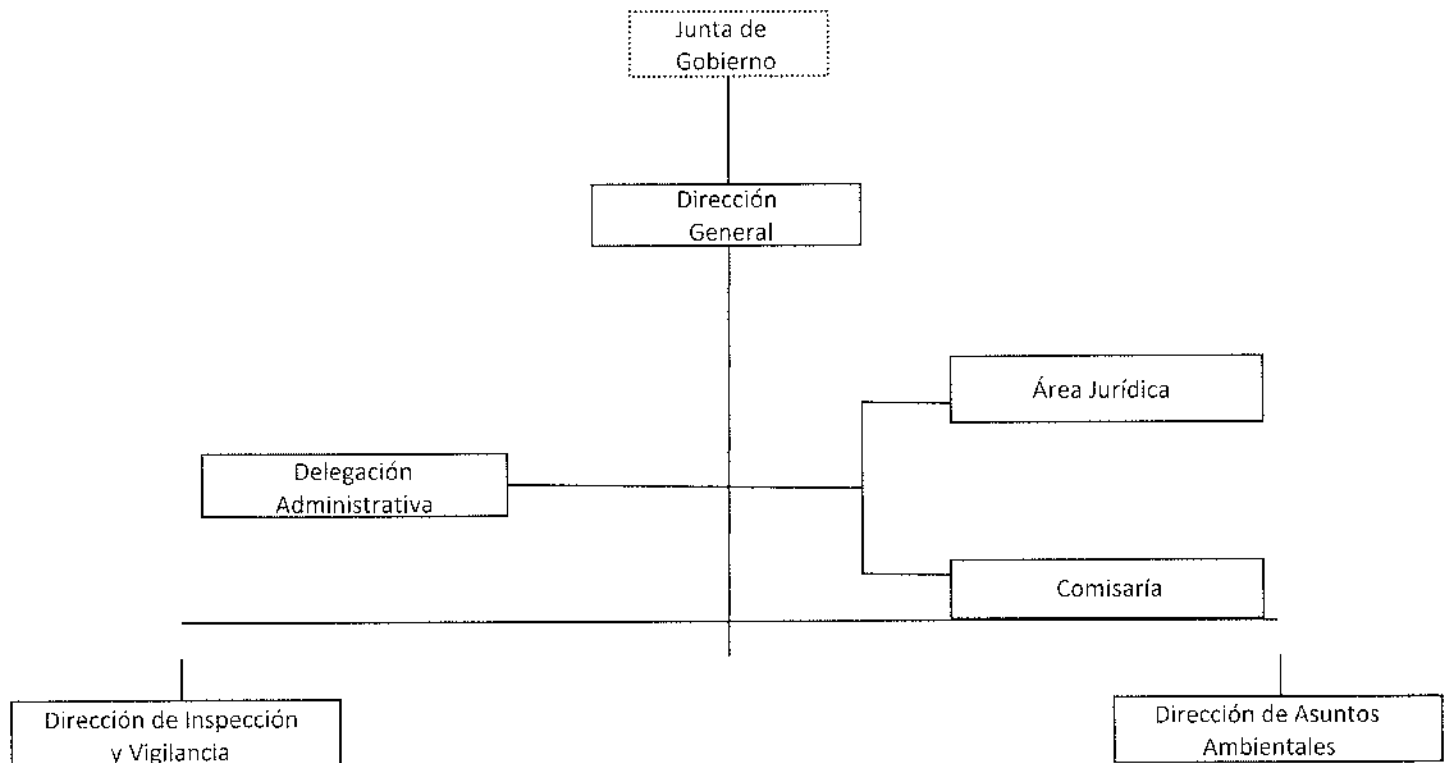 Junta de
Gobierno
Dirección
General
Área Jurídica
Delegación
Administrativa
Comisaría
Dirección de Inspección
y Vigilancia
Dirección de Asuntos
Ambientales